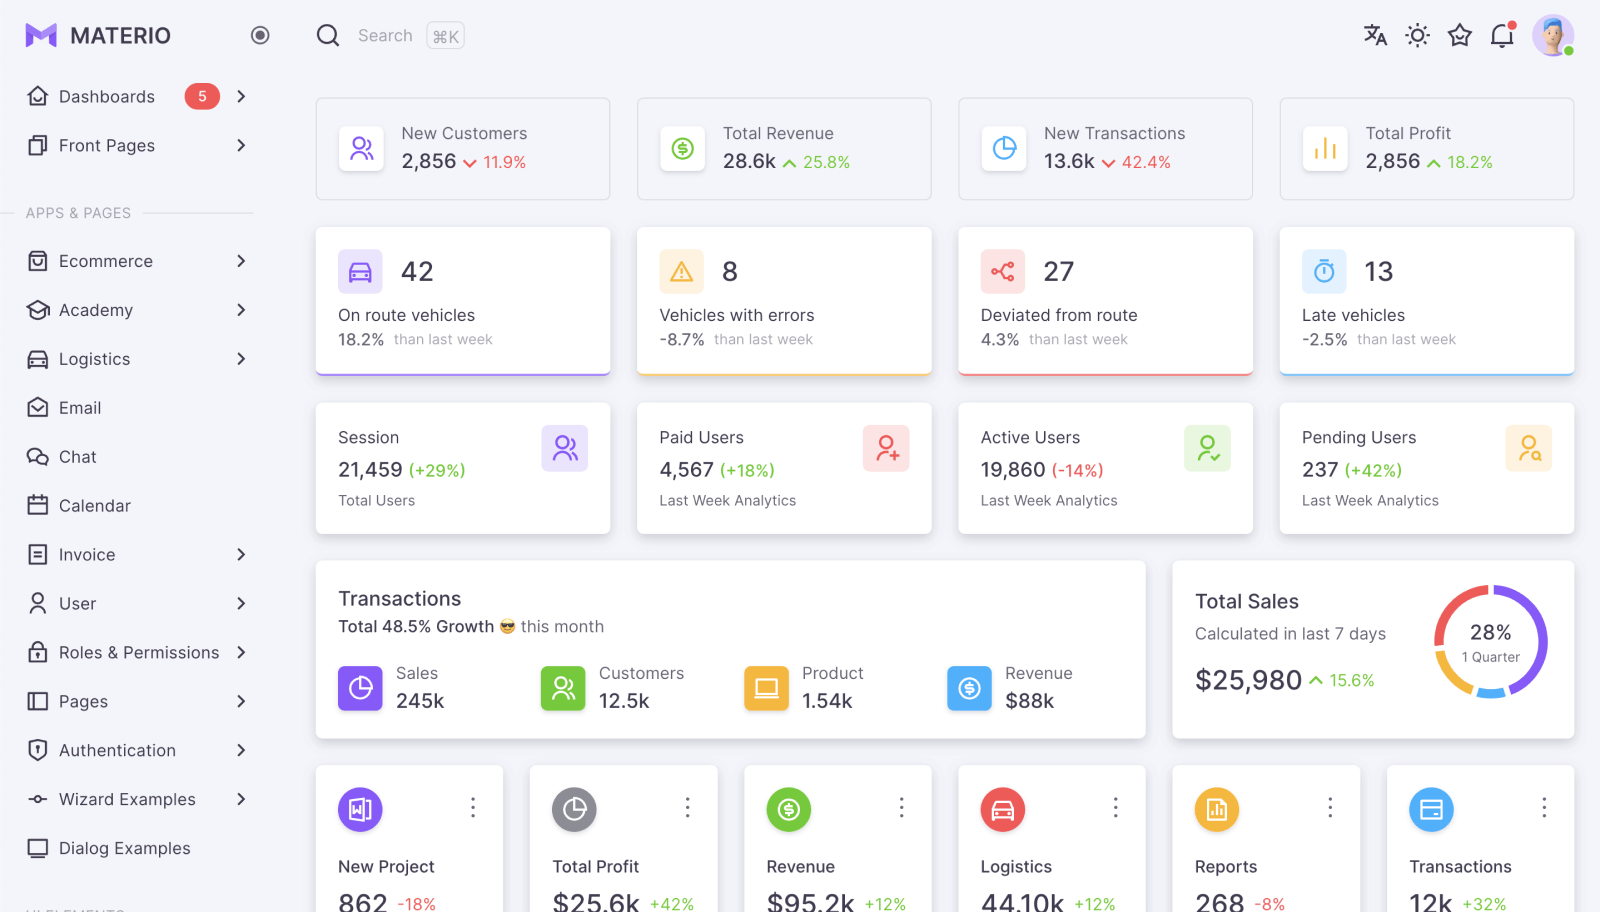 MATERIO
Search ⌘K
Dashboards 5
Front Pages
APPS & PAGES
Ecommerce
Academy
Logistics
Email
Chat
Calendar
Invoice
User
Roles & Permissions
Pages
Authentication
Wizard Examples
Dialog Examples
UI ELEMENTS
New Customers
2,856 11.9%
Total Revenue
28.6k 25.8%
New Transactions
13.6k 42.4%
Total Profit
2,856 18.2%
42
On route vehicles
18.2% than last week
8
Vehicles with errors
-8.7% than last week
27
Deviated from route
4.3% than last week
13
Late vehicles
-2.5% than last week
Session
21,459 (+29%)
Total Users
Paid Users
4,567 (+18%)
Last Week Analytics
Active Users
19,860 (-14%)
Last Week Analytics
Pending Users
237 (+42%)
Last Week Analytics
Transactions
Total 48.5% Growth 😎 this month
Sales
245k
Customers
12.5k
Product
1.54k
Revenue
$88k
Total Sales
Calculated in last 7 days
$25,980 15.6%
28%
1 Quarter
New Project
862 -18%
Total Profit
$25.6k +42%
Revenue
$95.2k +12%
Logistics
44.10k +12%
Reports
268 -8%
Transactions
12k +32%